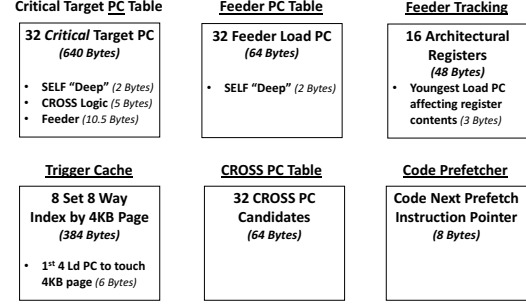 Critical Target PC Table
32 Critical Target PC
(640 Bytes)
• SELF “Deep” (2 Bytes)
• CROSS Logic (5 Bytes)
• Feeder (10.5 Bytes)
Feeder PC Table
32 Feeder Load PC
(64 Bytes)
• SELF “Deep” (2 Bytes)
Feeder Tracking
16 Architectural
Registers
(48 Bytes)
• Youngest Load PC
affecting register
contents (3 Bytes)
Trigger Cache
8 Set 8 Way
Index by 4KB Page
(384 Bytes)
• 1st 4 Ld PC to touch
4KB page (6 Bytes)
CROSS PC Table
32 CROSS PC
Candidates
(64 Bytes)
Code Prefetcher
Code Next Prefetch
Instruction Pointer
(8 Bytes)